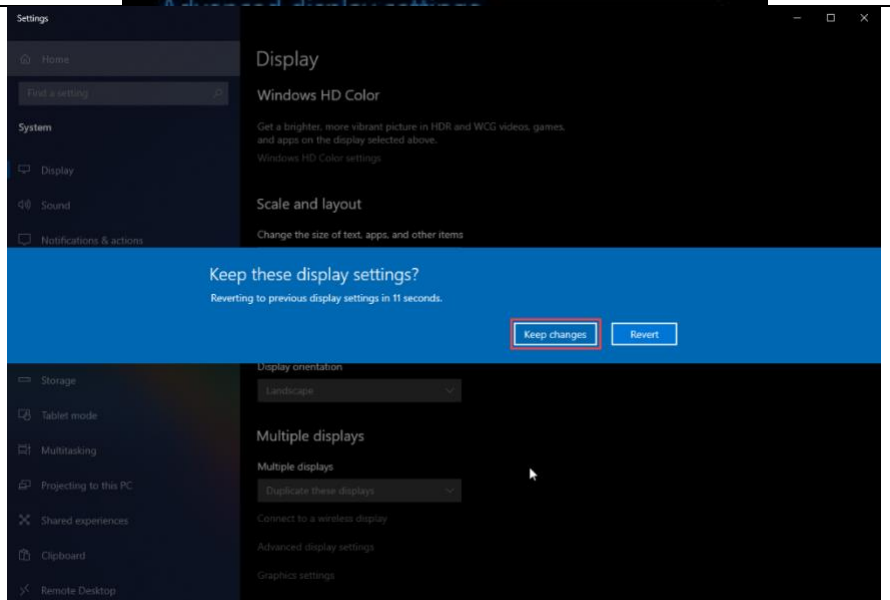 Advanced display settings
Settings
Home
Find a setting
System
Display
Sound
Notifications & actions
Storage
Tablet mode
Multitasking
Projecting to this PC
Shared experiences
Clipboard
Remote Desktop
Display
Windows HD Color
Get a brighter, more vibrant picture in HDR and WCG videos, games,
and apps on the display selected above.
Windows HD Color settings
Scale and layout
Change the size of text, apps, and other items
Keep these display settings?
Reverting to previous display settings in 11 seconds.
Keep changes
Revert
Display orientation
Landscape
Multiple displays
Multiple displays
Duplicate these displays
Connect to a wireless display
Advanced display settings
Graphics settings